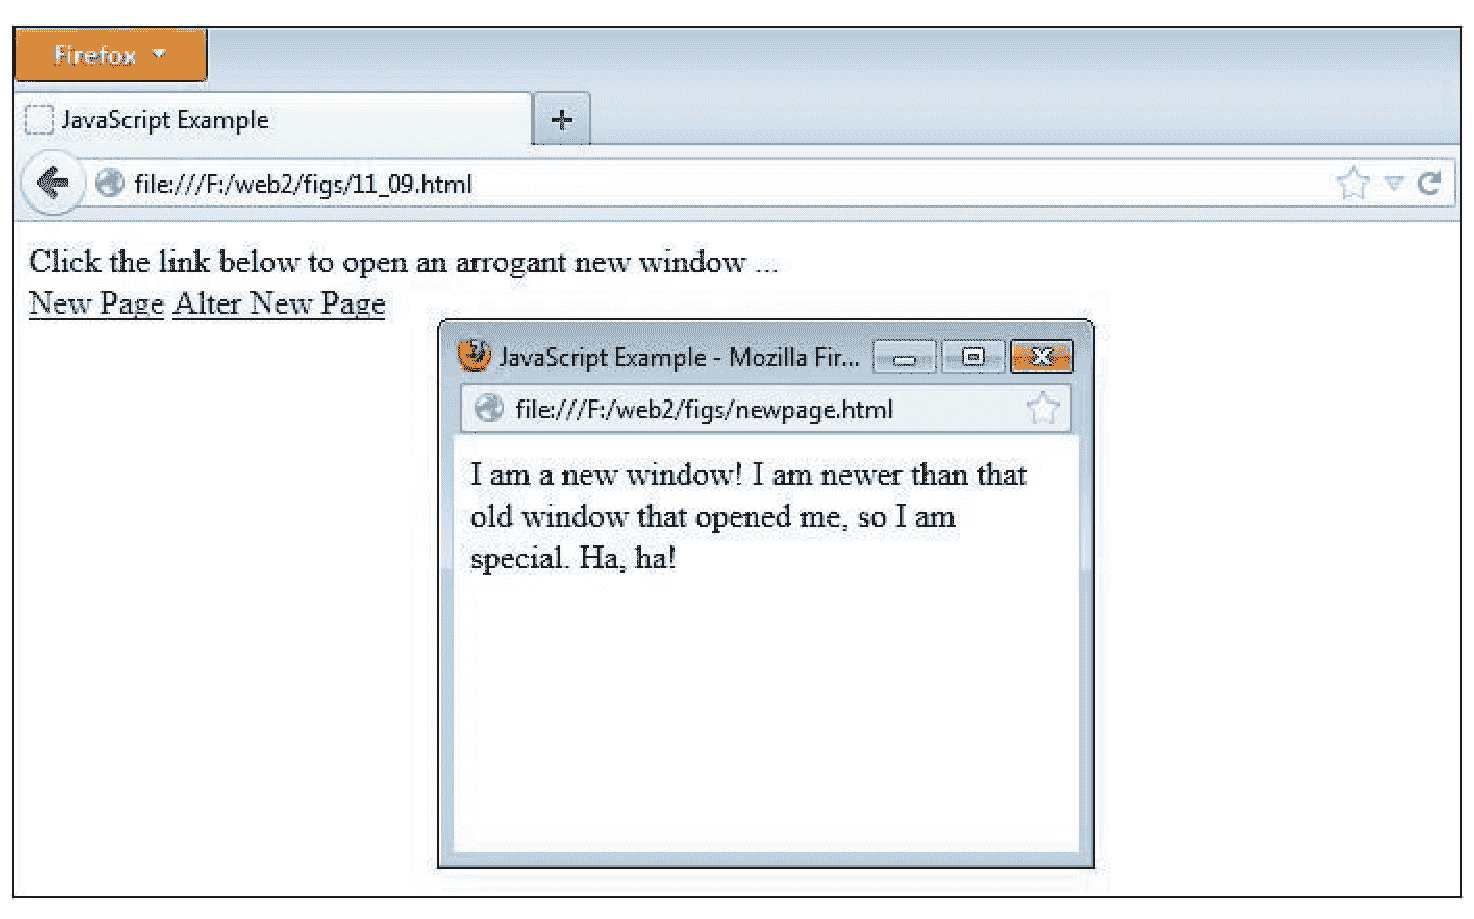 Firefox
JavaScript Example
file:///F:/web2/figs/11_09.html
Click the link below to open an arrogant new window ...
New Page Alter New Page
JavaScript Example - Mozilla Fir...
file:///F:/web2/figs/newpage.html
I am a new window! I am newer than that
old window that opened me, so I am
special. Ha, ha!